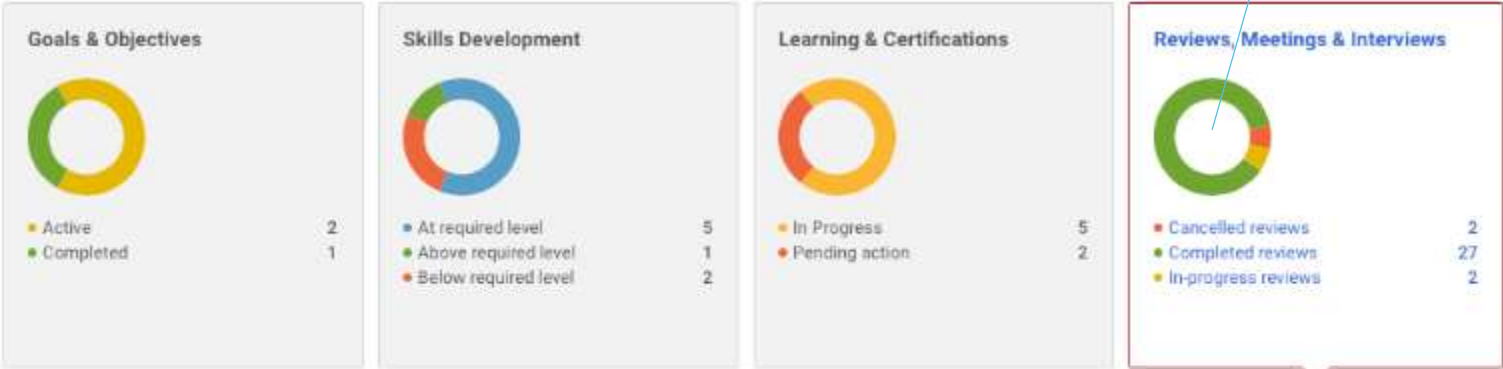 Goals & Objectives
Active 2
Completed 1
Skills Development
At required level 5
Above required level 1
Below required level 2
Learning & Certifications
In Progress 5
Pending action 2
Reviews, Meetings & Interviews
Cancelled reviews 2
Completed reviews 27
In-progress reviews 2